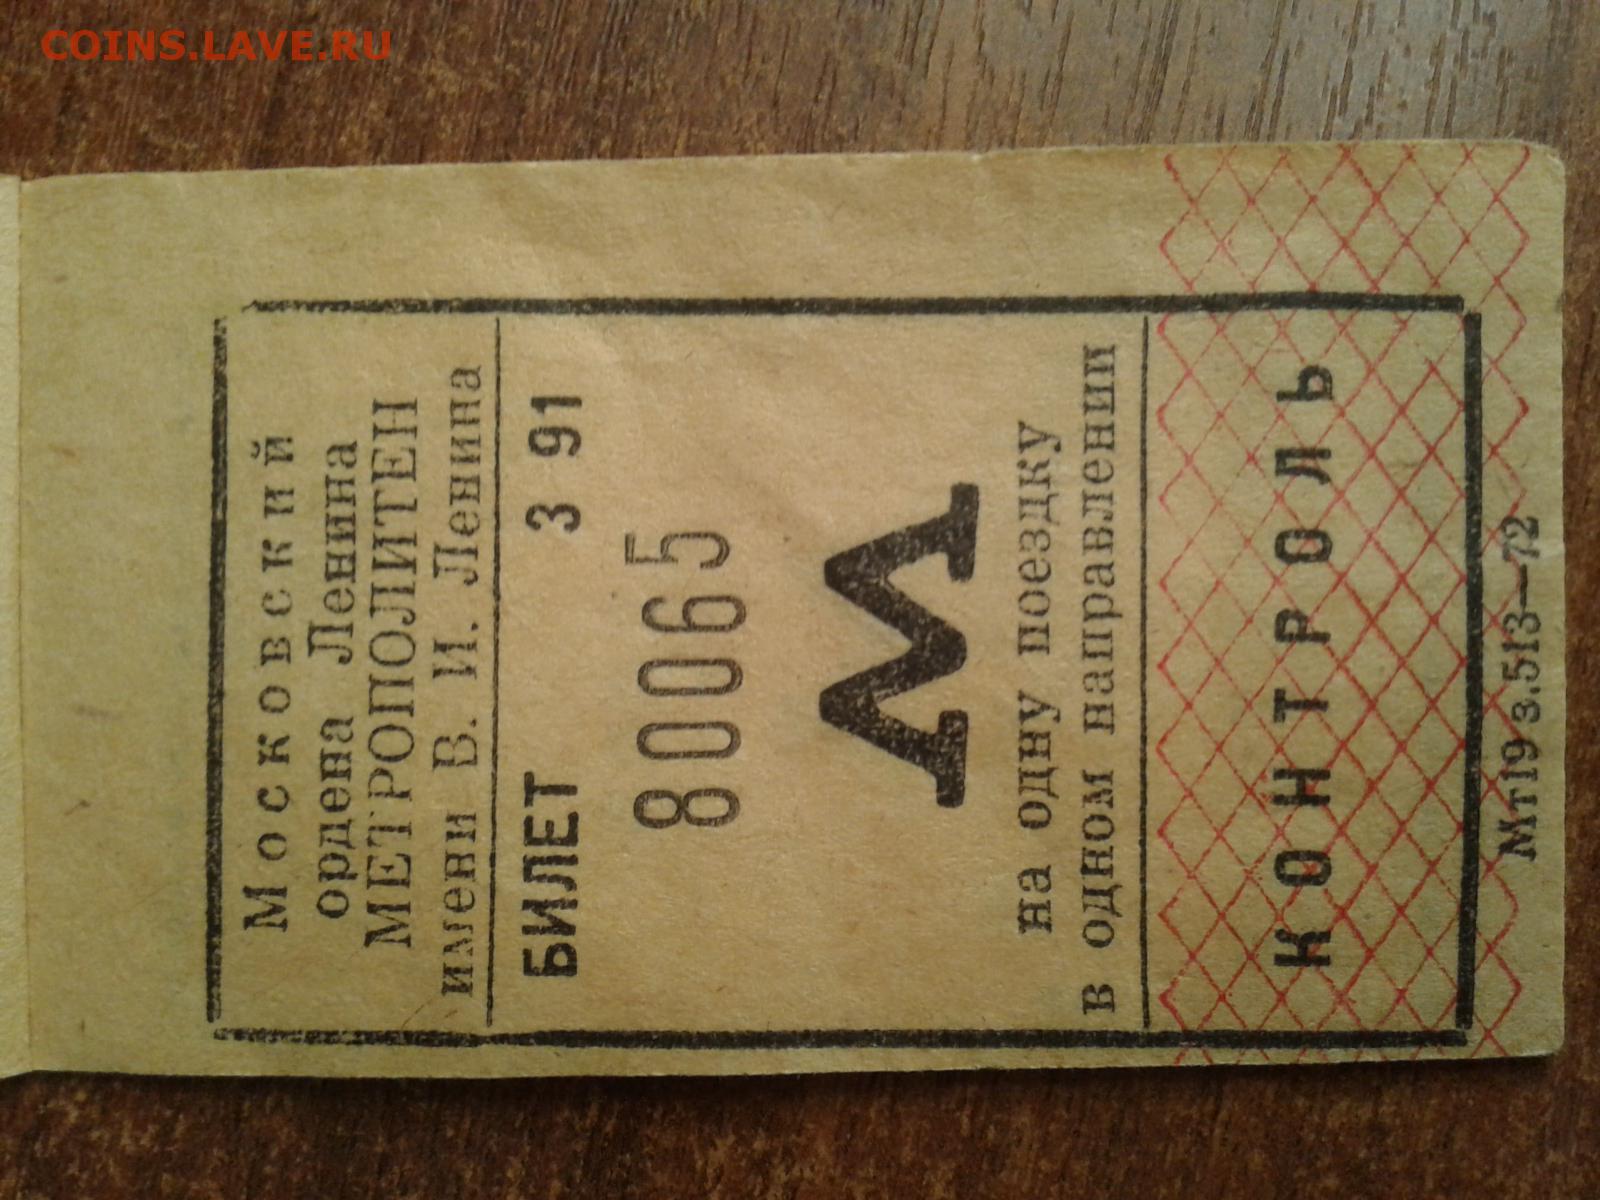 COINS.LAVE.RU
Московский
ордена Ленина
МЕТРОПОЛИТЕН
имени В. И. Ленина
БИЛЕТ 3 91
80065
М
на одну поездку
в одном направлении
КОНТРОЛЬ
Мт19 з.513—72